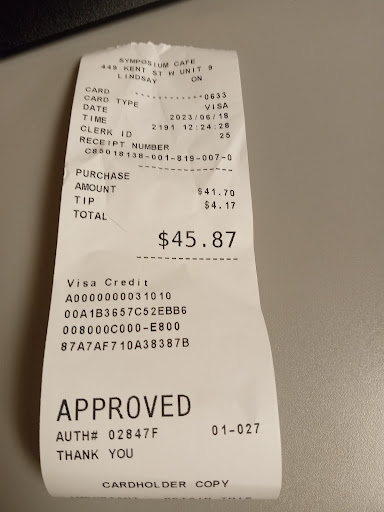 SYMPOSIUM CAFE
449 KENT ST W UNIT 9
LINDSAY ON
CARD ************0633
CARD TYPE VISA
DATE 2023/06/18
TIME 2191 12:24:28
CLERK ID 25
RECEIPT NUMBER
C85018138-001-819-007-0
PURCHASE
AMOUNT $41.70
TIP $4.17
TOTAL
$45.87
Visa Credit
A0000000031010
00A1B3657C52EBB6
008000C000-E800
87A7AF710A38387B
APPROVED
AUTH# 02847F 01-027
THANK YOU
CARDHOLDER COPY
RETAIN THIS